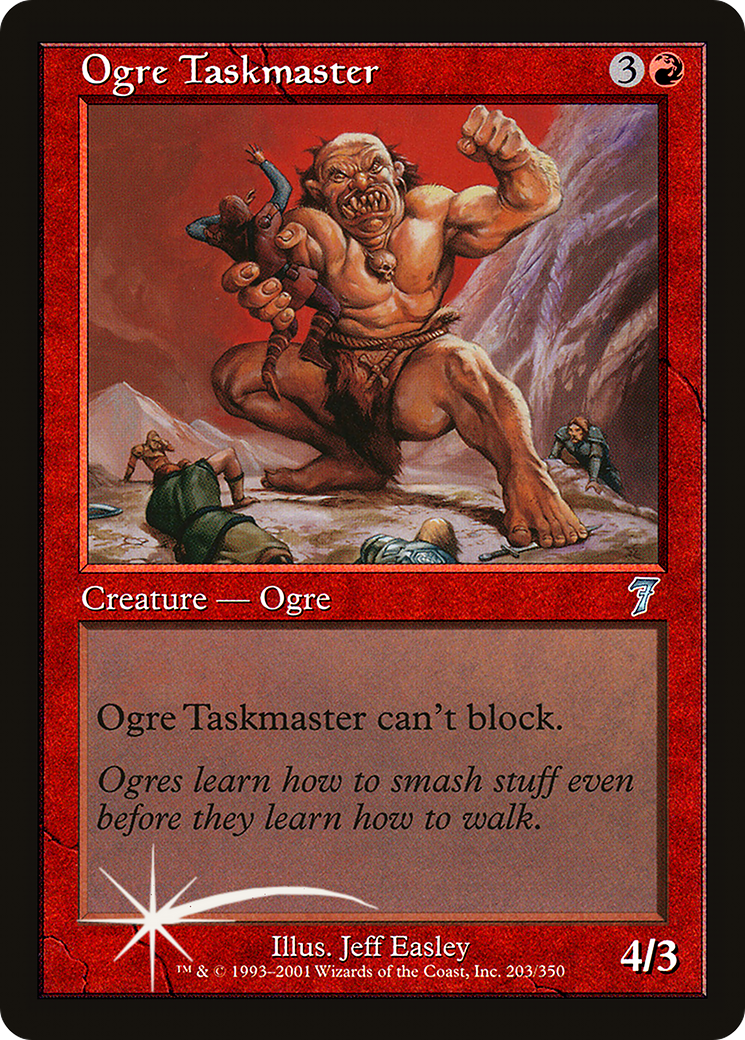 Ogre Taskmaster 3
Creature — Ogre 7
Ogre Taskmaster can't block.
Ogres learn how to smash stuff even
before they learn how to walk.
Illus. Jeff Easley
™ & © 1993–2001 Wizards of the Coast, Inc. 203/350
4/3